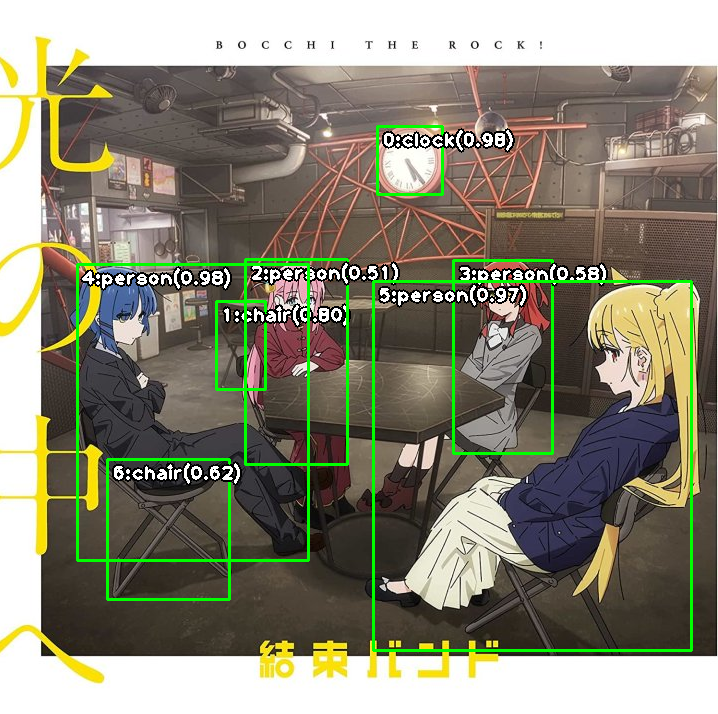 BOCCHI THE ROCK!
光の中へ
0:clock(0.98)
4:person(0.98)
2:person(0.51)
3:person(0.58)
5:person(0.97)
1:chair(0.80)
6:chair(0.62)
結束バンド